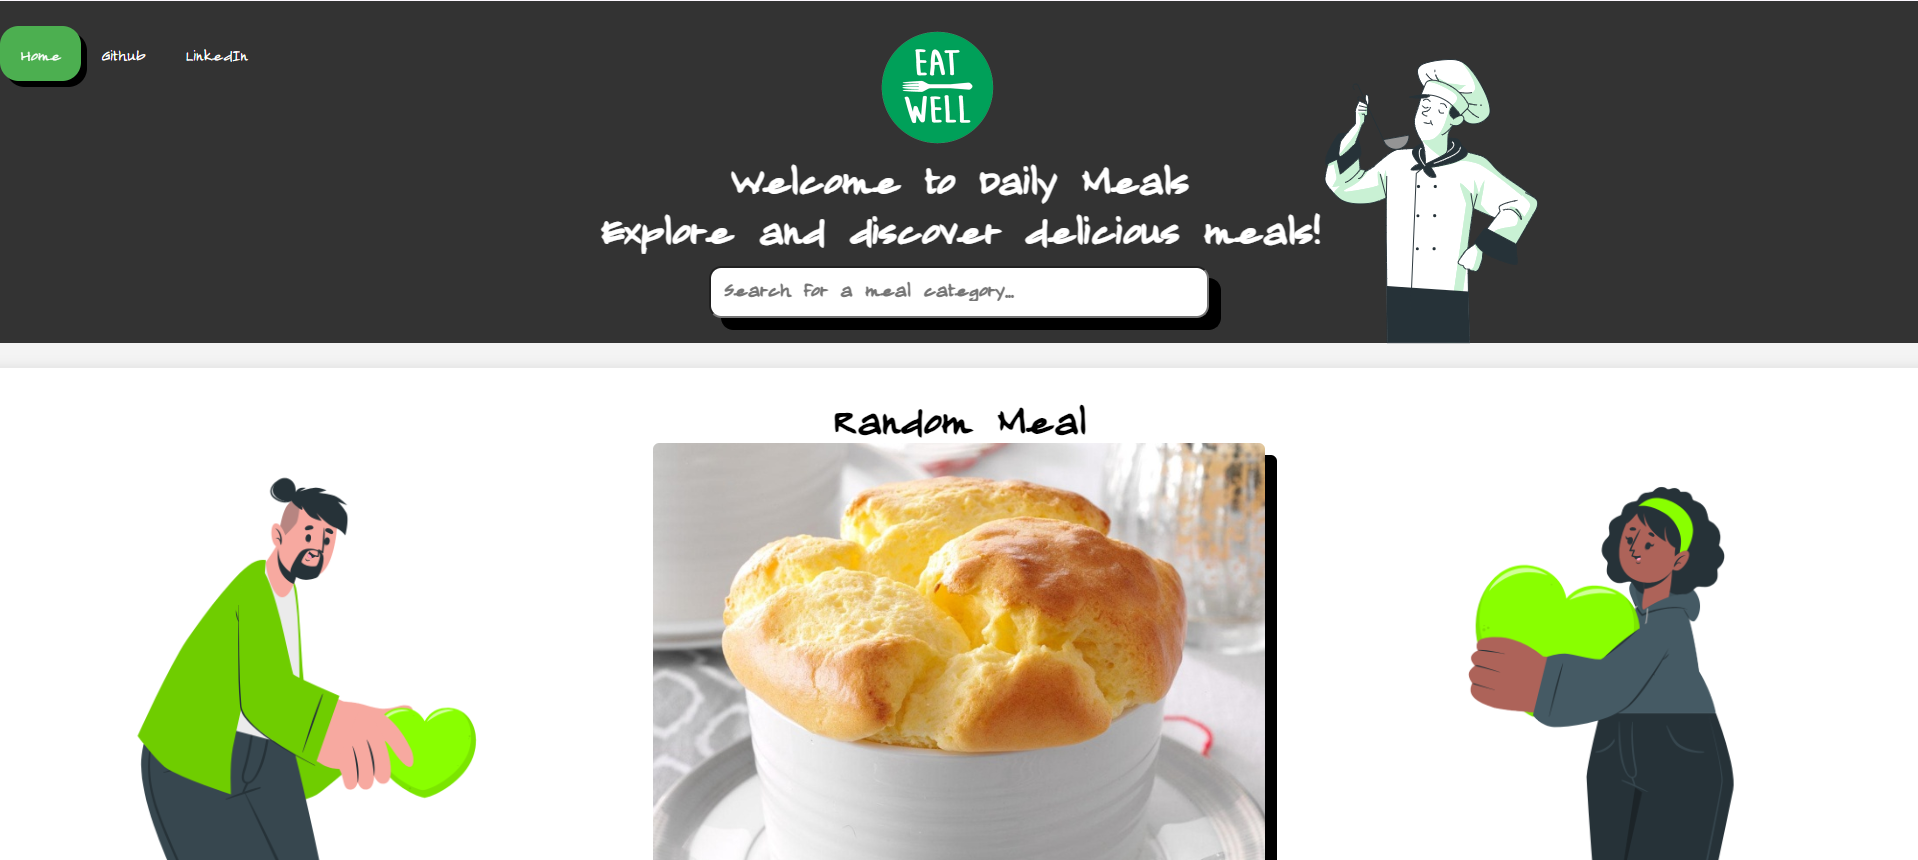 Home Github LinkedIn
EAT
WELL
Welcome to Daily Meals
Explore and discover delicious meals!
Search for a meal category...
Random Meal